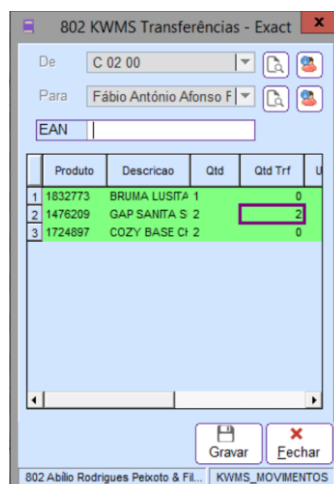 802 KWMS Transferências - Exact
De C 02 00
Para Fábio António Afonso F
EAN
Produto Descricao Qtd Qtd Trf U
1 1832773 BRUMA LUSITA 1 0
2 1476209 GAP SANITA S 2 2
3 1724897 COZY BASE CH 2 0
Gravar Fechar
802 Abílio Rodrigues Peixoto & Fil... KWMS_MOVIMENTOS